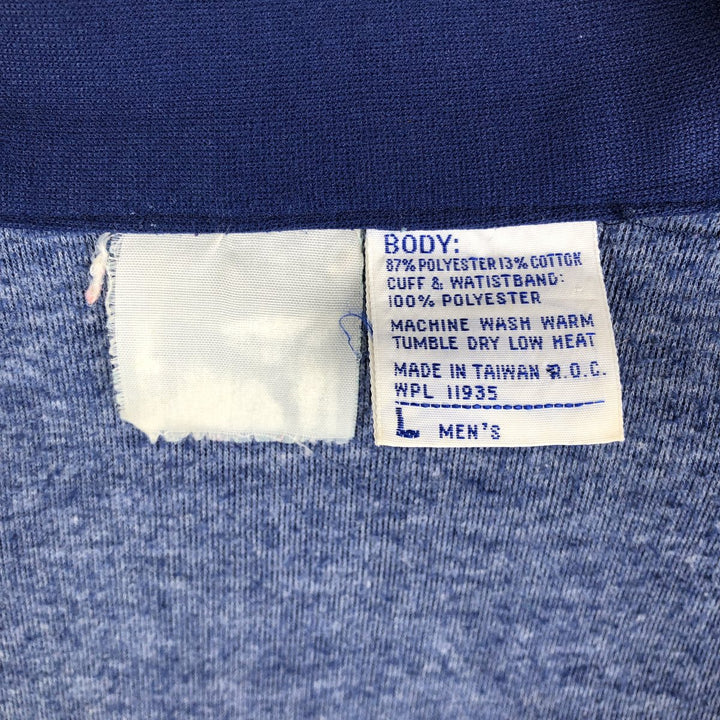 BODY:
87% POLYESTER 13% COTTON
CUFF & WATISTBAND:
100% POLYESTER
MACHINE WASH WARM
TUMBLE DRY LOW HEAT
MADE IN TAIWAN R.O.C.
WPL 11935
L MEN'S